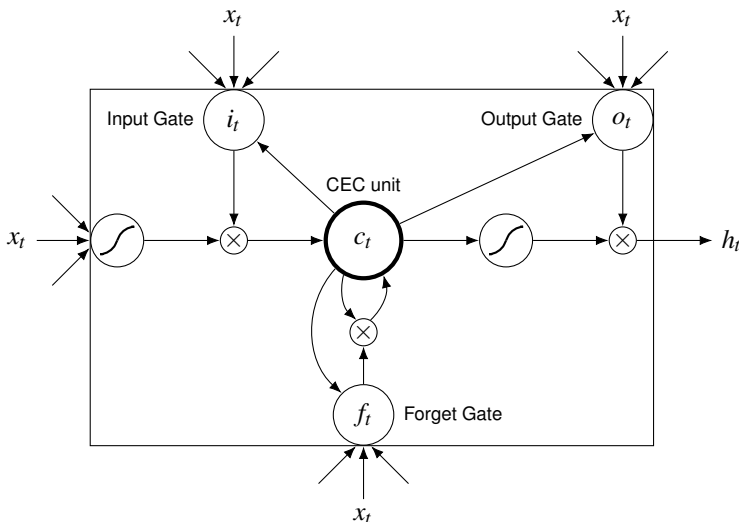 x_t
x_t
Input Gate
i_t
Output Gate
o_t
CEC unit
x_t
×
c_t
×
h_t
×
f_t
Forget Gate
x_t